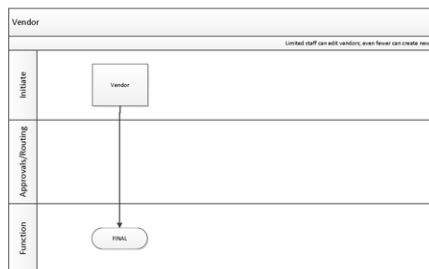 Vendor
Limited staff can edit vendors; even fewer can create new
Initiate
Vendor
Approvals/Routing
Function
FINAL